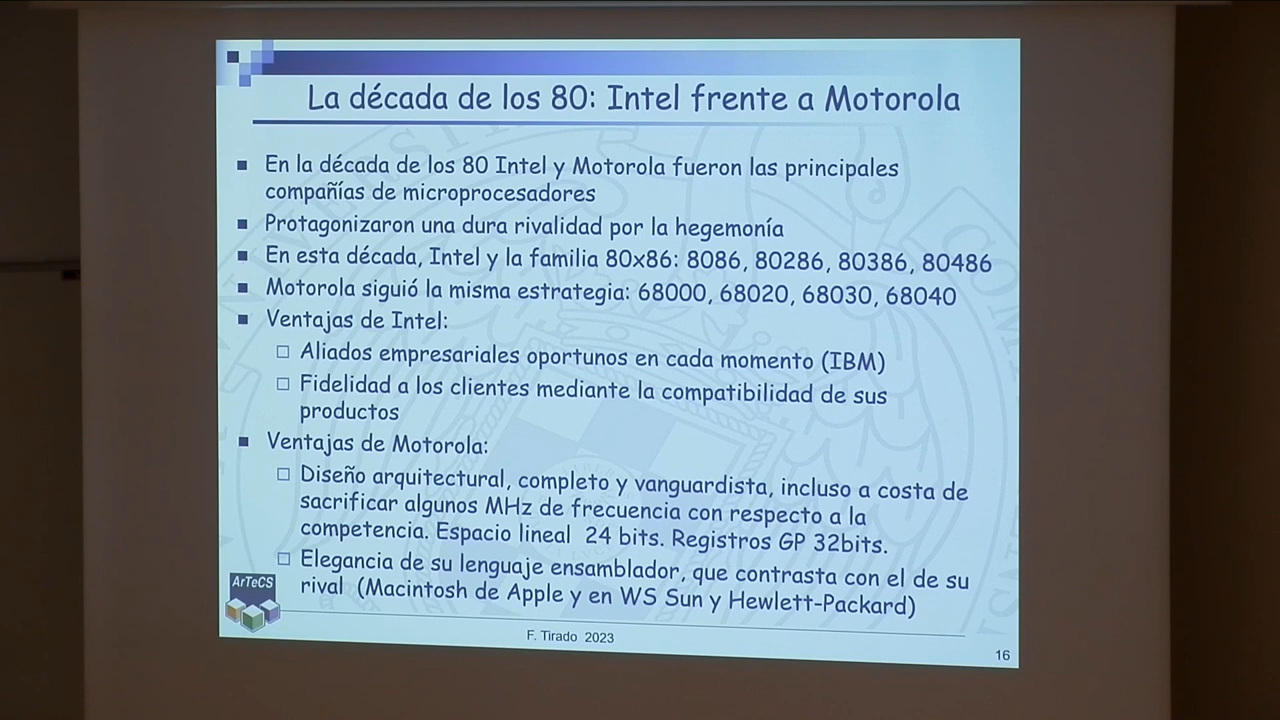 La década de los 80: Intel frente a Motorola
En la década de los 80 Intel y Motorola fueron las principales
compañías de microprocesadores
Protagonizaron una dura rivalidad por la hegemonía
En esta década, Intel y la familia 80x86: 8086, 80286, 80386, 80486
Motorola siguió la misma estrategia: 68000, 68020, 68030, 68040
Ventajas de Intel:
Aliados empresariales oportunos en cada momento (IBM)
Fidelidad a los clientes mediante la compatibilidad de sus
productos
Ventajas de Motorola:
Diseño arquitectural, completo y vanguardista, incluso a costa de
sacrificar algunos MHz de frecuencia con respecto a la
competencia. Espacio lineal 24 bits. Registros GP 32bits.
Elegancia de su lenguaje ensamblador, que contrasta con el de su
rival (Macintosh de Apple y en WS Sun y Hewlett-Packard)
ArTeCS
F. Tirado 2023
16